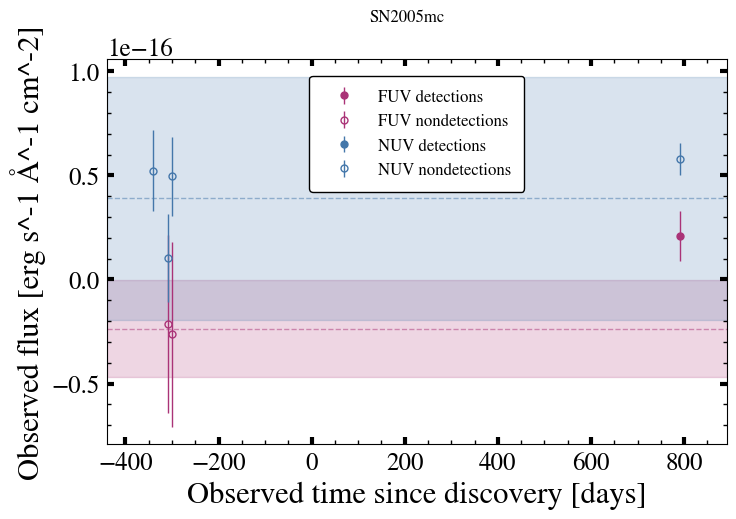 SN2005mc
1e−16
1.0
0.5
0.0
−0.5
Observed flux [erg s^-1 Å^-1 cm^-2]
FUV detections
FUV nondetections
NUV detections
NUV nondetections
−400 −200 0 200 400 600 800
Observed time since discovery [days]